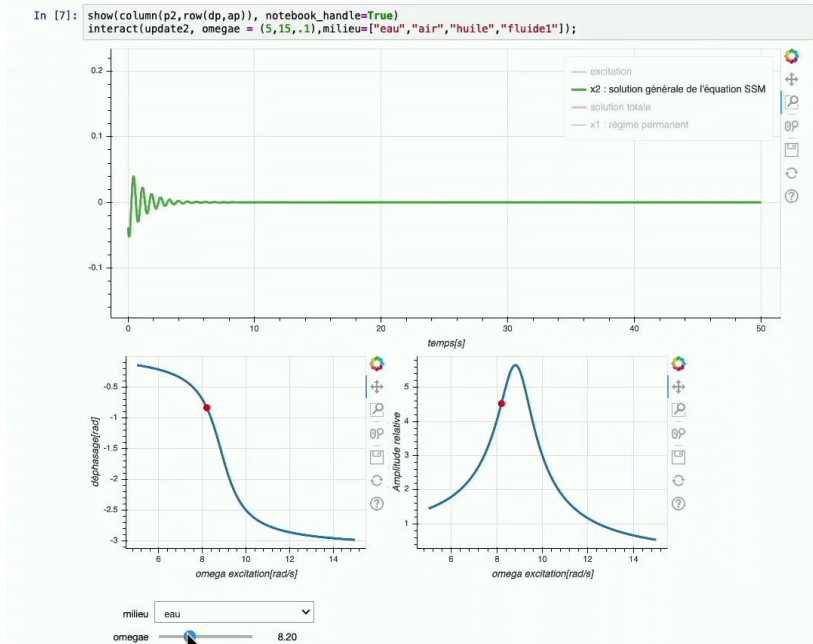 In [7]: show(column(p2,row(dp,ap)), notebook_handle=True)
interact(update2, omegae = (5,15,.1),milieu=["eau","air","huile","fluide1"]);
0.2
0.1
0
-0.1
excitation
x2 : solution générale de l'équation SSM
solution totale
x1 : régime permanent
0 10 20 30 40 50
temps[s]
-0.5
-1
-1.5
-2
-2.5
-3
déphasage[rad]
6 8 10 12 14
omega excitation[rad/s]
5
4
3
2
1
Amplitude relative
6 8 10 12 14
omega excitation[rad/s]
milieu eau
omegae 8.20